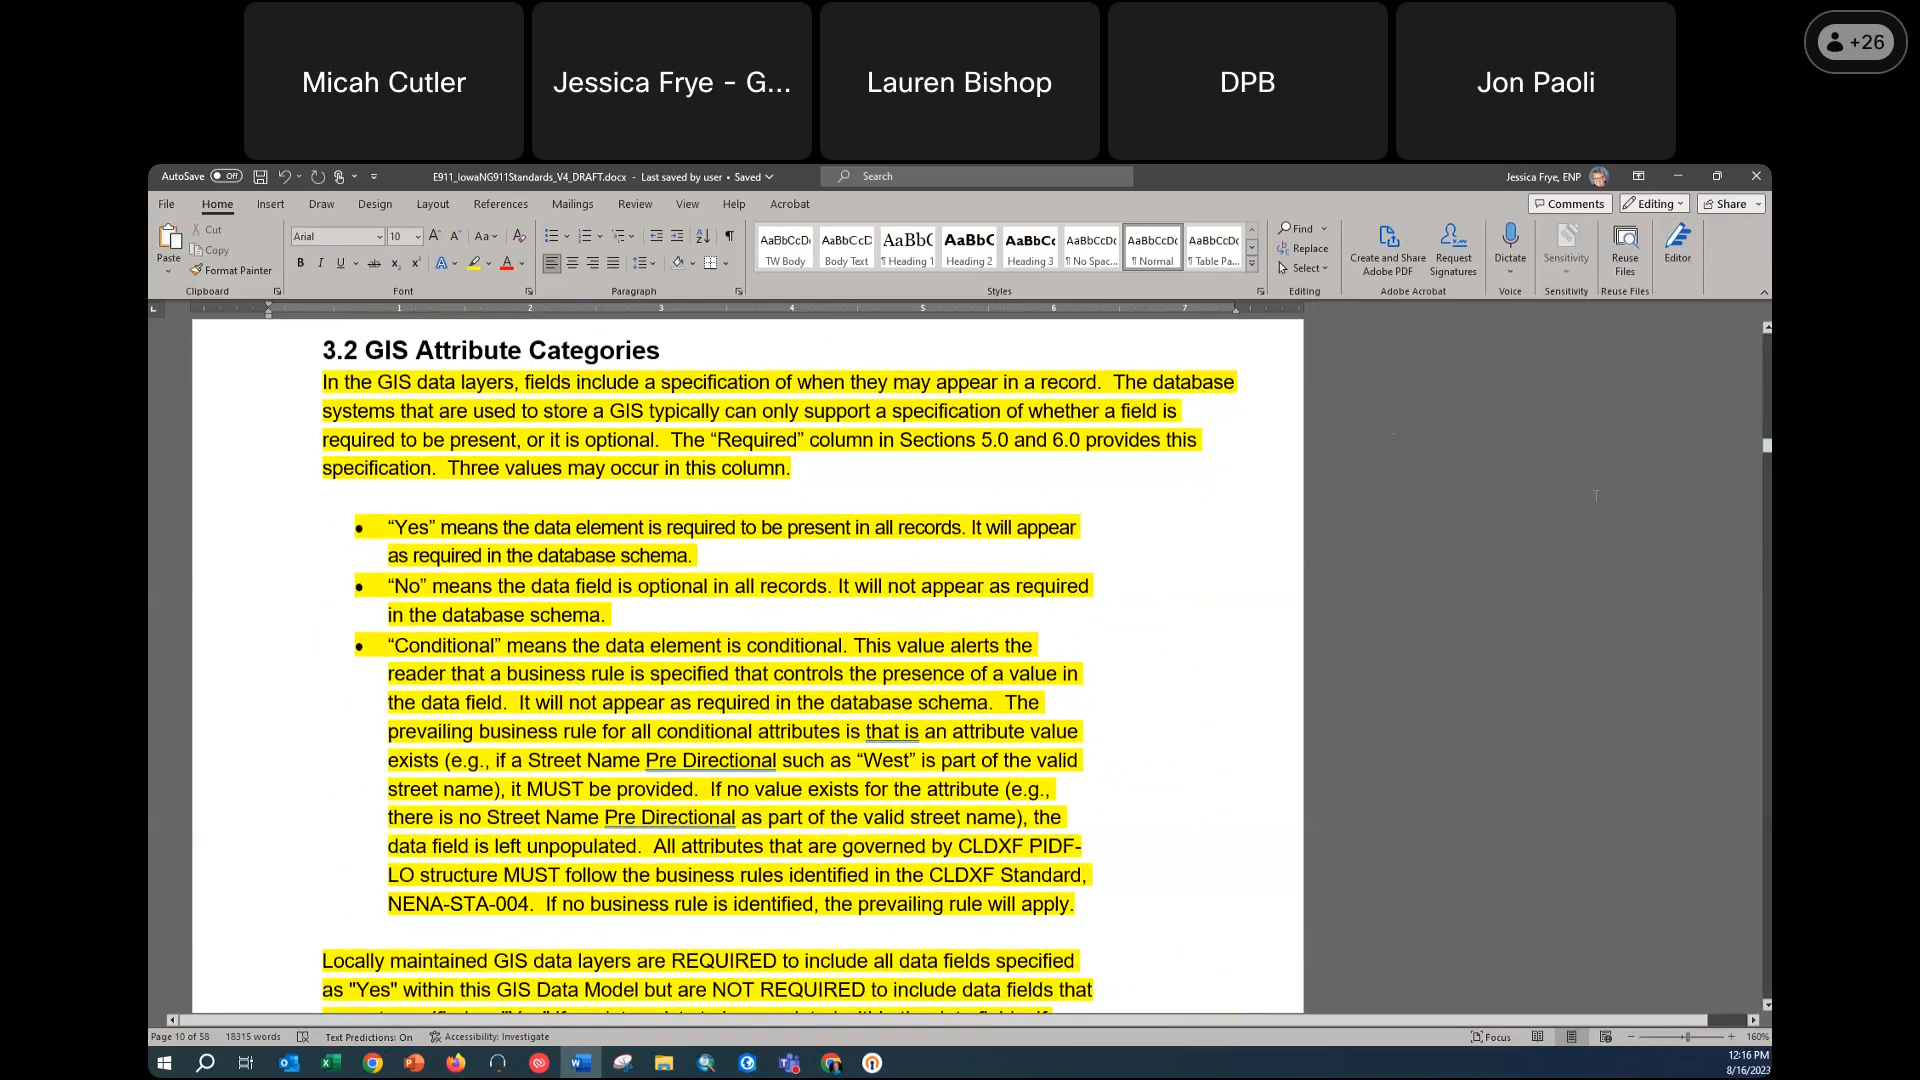 Micah Cutler
Jessica Frye - G...
Lauren Bishop
DPB
Jon Paoli
+26
AutoSave Off
E911_IowaNG911Standards_V4_DRAFT.docx • Last saved by user • Saved
Search
Jessica Frye, ENP
File Home Insert Draw Design Layout References Mailings Review View Help Acrobat
Comments Editing Share
Paste
Cut
Copy
Format Painter
Clipboard
Arial 10
Font
Paragraph
AaBbCcDc AaBbCcD AaBb( AaBbC AaBbCc AaBbCcDc AaBbCcDc AaBbCcDc
TW Body Body Text ¶ Heading 1 Heading 2 Heading 3 ¶ No Spac... ¶ Normal ¶ Table Pa...
Styles
Find
Replace
Select
Editing
Create and Share Adobe PDF
Request Signatures
Adobe Acrobat
Dictate
Voice
Sensitivity
Sensitivity
Reuse Files
Reuse Files
Editor
1 2 3 4 5 6 7
3.2 GIS Attribute Categories
In the GIS data layers, fields include a specification of when they may appear in a record.  The database
systems that are used to store a GIS typically can only support a specification of whether a field is
required to be present, or it is optional.  The “Required” column in Sections 5.0 and 6.0 provides this
specification.  Three values may occur in this column.
• “Yes” means the data element is required to be present in all records. It will appear
as required in the database schema.
• “No” means the data field is optional in all records. It will not appear as required
in the database schema.
• “Conditional” means the data element is conditional. This value alerts the
reader that a business rule is specified that controls the presence of a value in
the data field.  It will not appear as required in the database schema.  The
prevailing business rule for all conditional attributes is that is an attribute value
exists (e.g., if a Street Name Pre Directional such as “West” is part of the valid
street name), it MUST be provided.  If no value exists for the attribute (e.g.,
there is no Street Name Pre Directional as part of the valid street name), the
data field is left unpopulated.  All attributes that are governed by CLDXF PIDF-
LO structure MUST follow the business rules identified in the CLDXF Standard,
NENA-STA-004.  If no business rule is identified, the prevailing rule will apply.
Locally maintained GIS data layers are REQUIRED to include all data fields specified
as "Yes" within this GIS Data Model but are NOT REQUIRED to include data fields that
Page 10 of 58 18315 words Text Predictions: On Accessibility: Investigate
Focus 160%
12:16 PM
8/16/2023